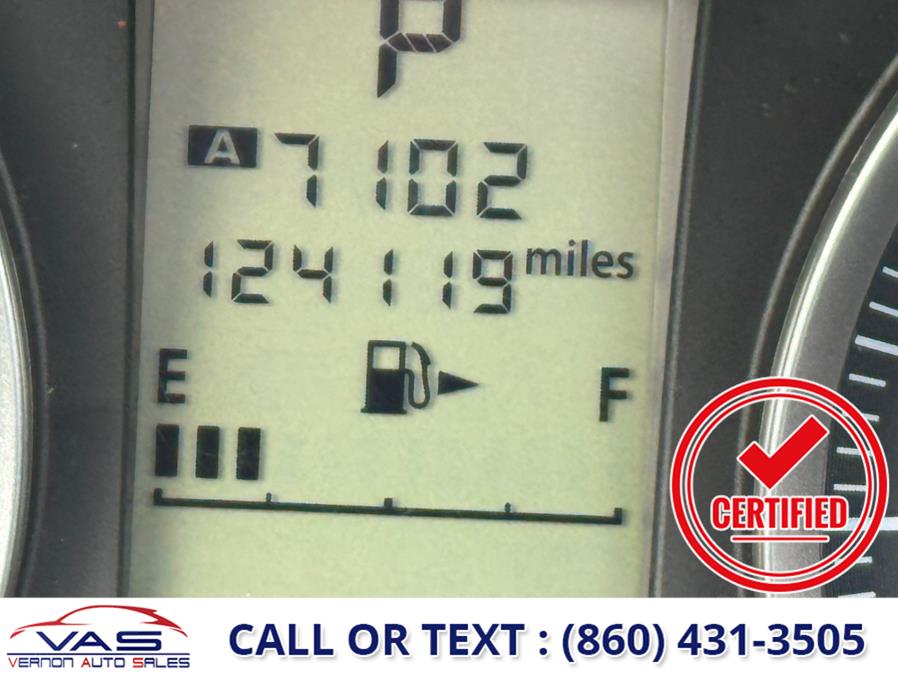 P
A 7102
124119 miles
E F
CERTIFIED
VAS
VERNON AUTO SALES
CALL OR TEXT : (860) 431-3505